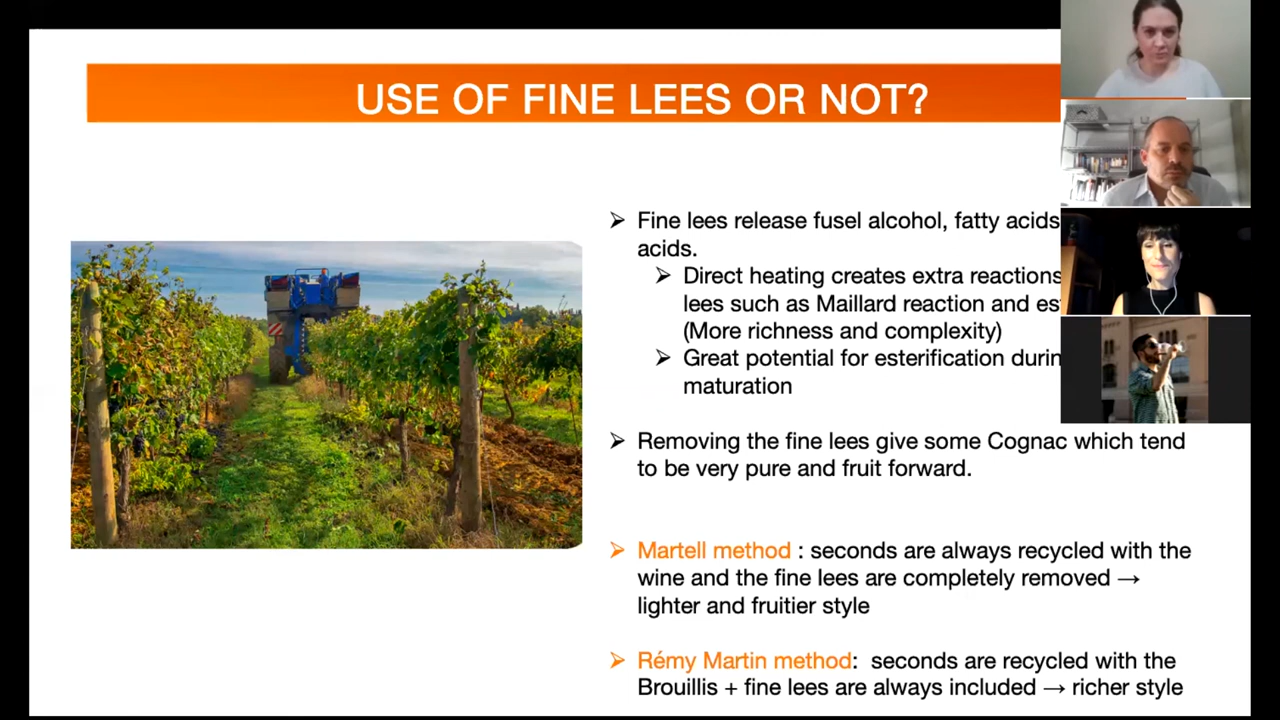 USE OF FINE LEES OR NOT?
Fine lees release fusel alcohol, fatty acids
acids.
Direct heating creates extra reactions
lees such as Maillard reaction and
(More richness and complexity)
Great potential for esterification
maturation
Removing the fine lees give some Cognac which tend
to be very pure and fruit forward.
Martell method : seconds are always recycled with the
wine and the fine lees are completely removed →
lighter and fruitier style
Rémy Martin method: seconds are recycled with the
Brouillis + fine lees are always included → richer style